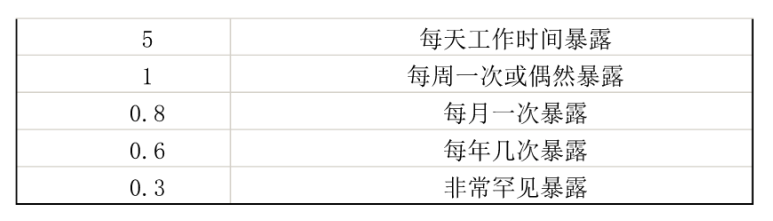 5 每天工作时间暴露
1 每周一次或偶然暴露
0.8 每月一次暴露
0.6 每年几次暴露
0.3 非常罕见暴露